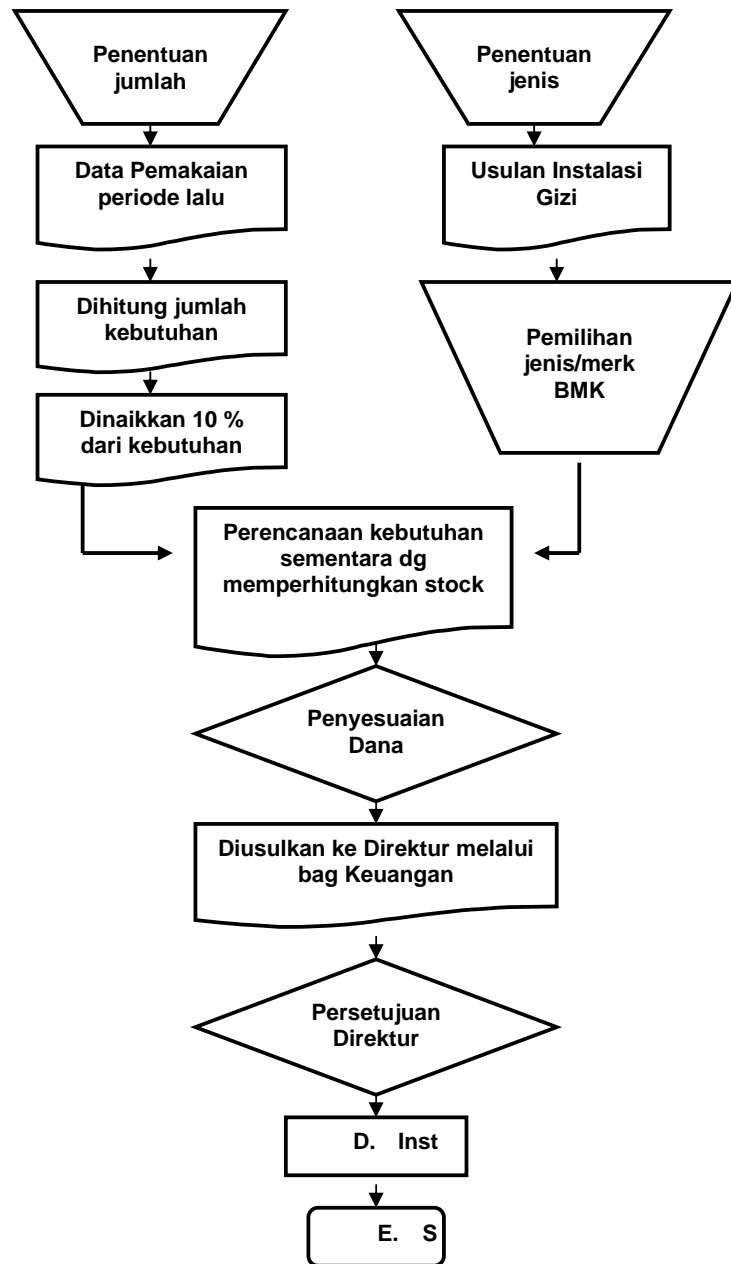 Penentuan
jumlah
Penentuan
jenis
Data Pemakaian
periode lalu
Usulan Instalasi
Gizi
Dihitung jumlah
kebutuhan
Pemilihan
jenis/merk
BMK
Dinaikkan 10 %
dari kebutuhan
Perencanaan kebutuhan
sementara dg
memperhitungkan stock
Penyesuaian
Dana
Diusulkan ke Direktur melalui
bag Keuangan
Persetujuan
Direktur
D. Inst
E. S